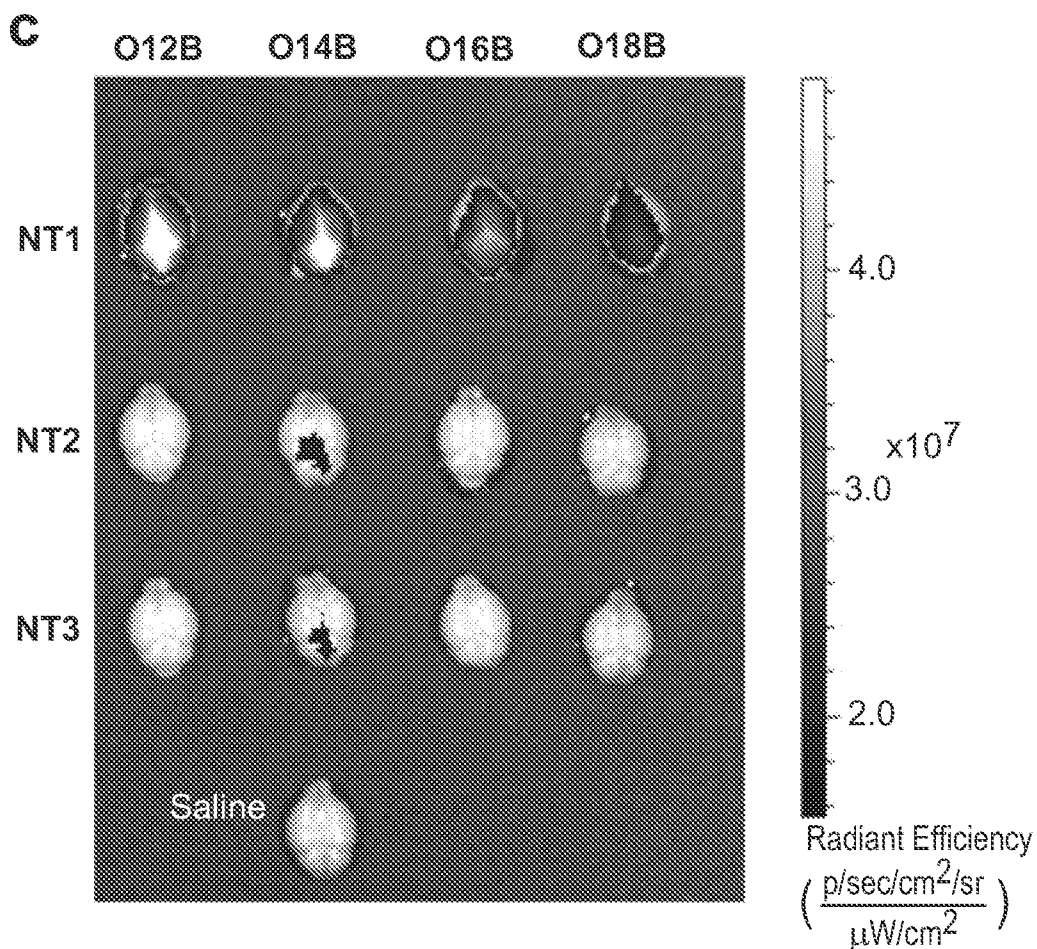 C
O12B O14B O16B O18B
NT1
NT2
NT3
Saline
4.0
x10^7
3.0
2.0
Radiant Efficiency
( p/sec/cm²/sr
µW/cm² )